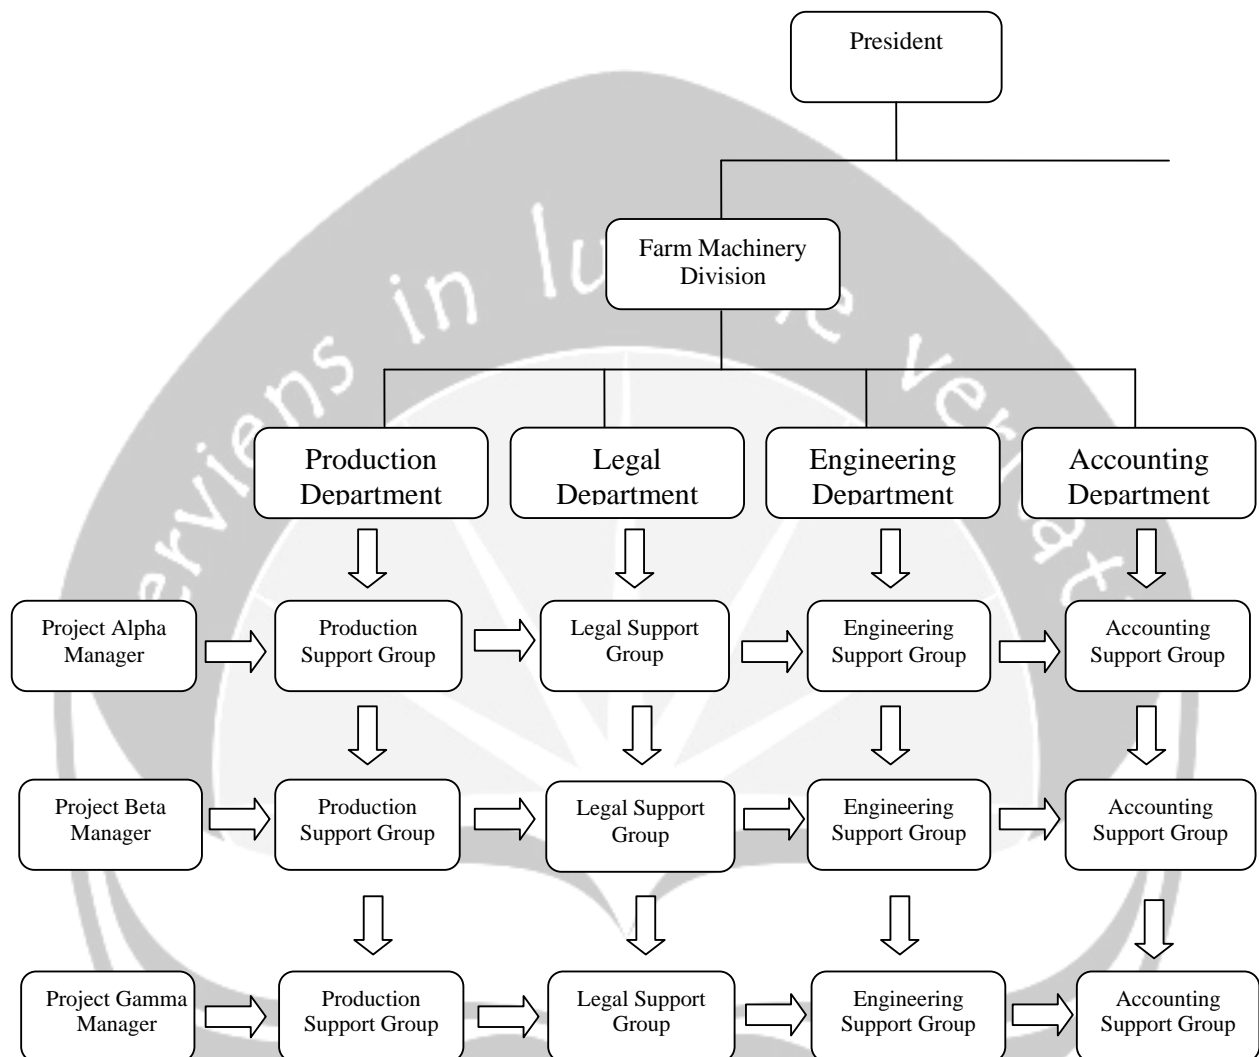 President
Farm Machinery
Division
Production
Department
Legal
Department
Engineering
Department
Accounting
Department
Project Alpha
Manager
Production
Support Group
Legal Support
Group
Engineering
Support Group
Accounting
Support Group
Project Beta
Manager
Production
Support Group
Legal Support
Group
Engineering
Support Group
Accounting
Support Group
Project Gamma
Manager
Production
Support Group
Legal Support
Group
Engineering
Support Group
Accounting
Support Group